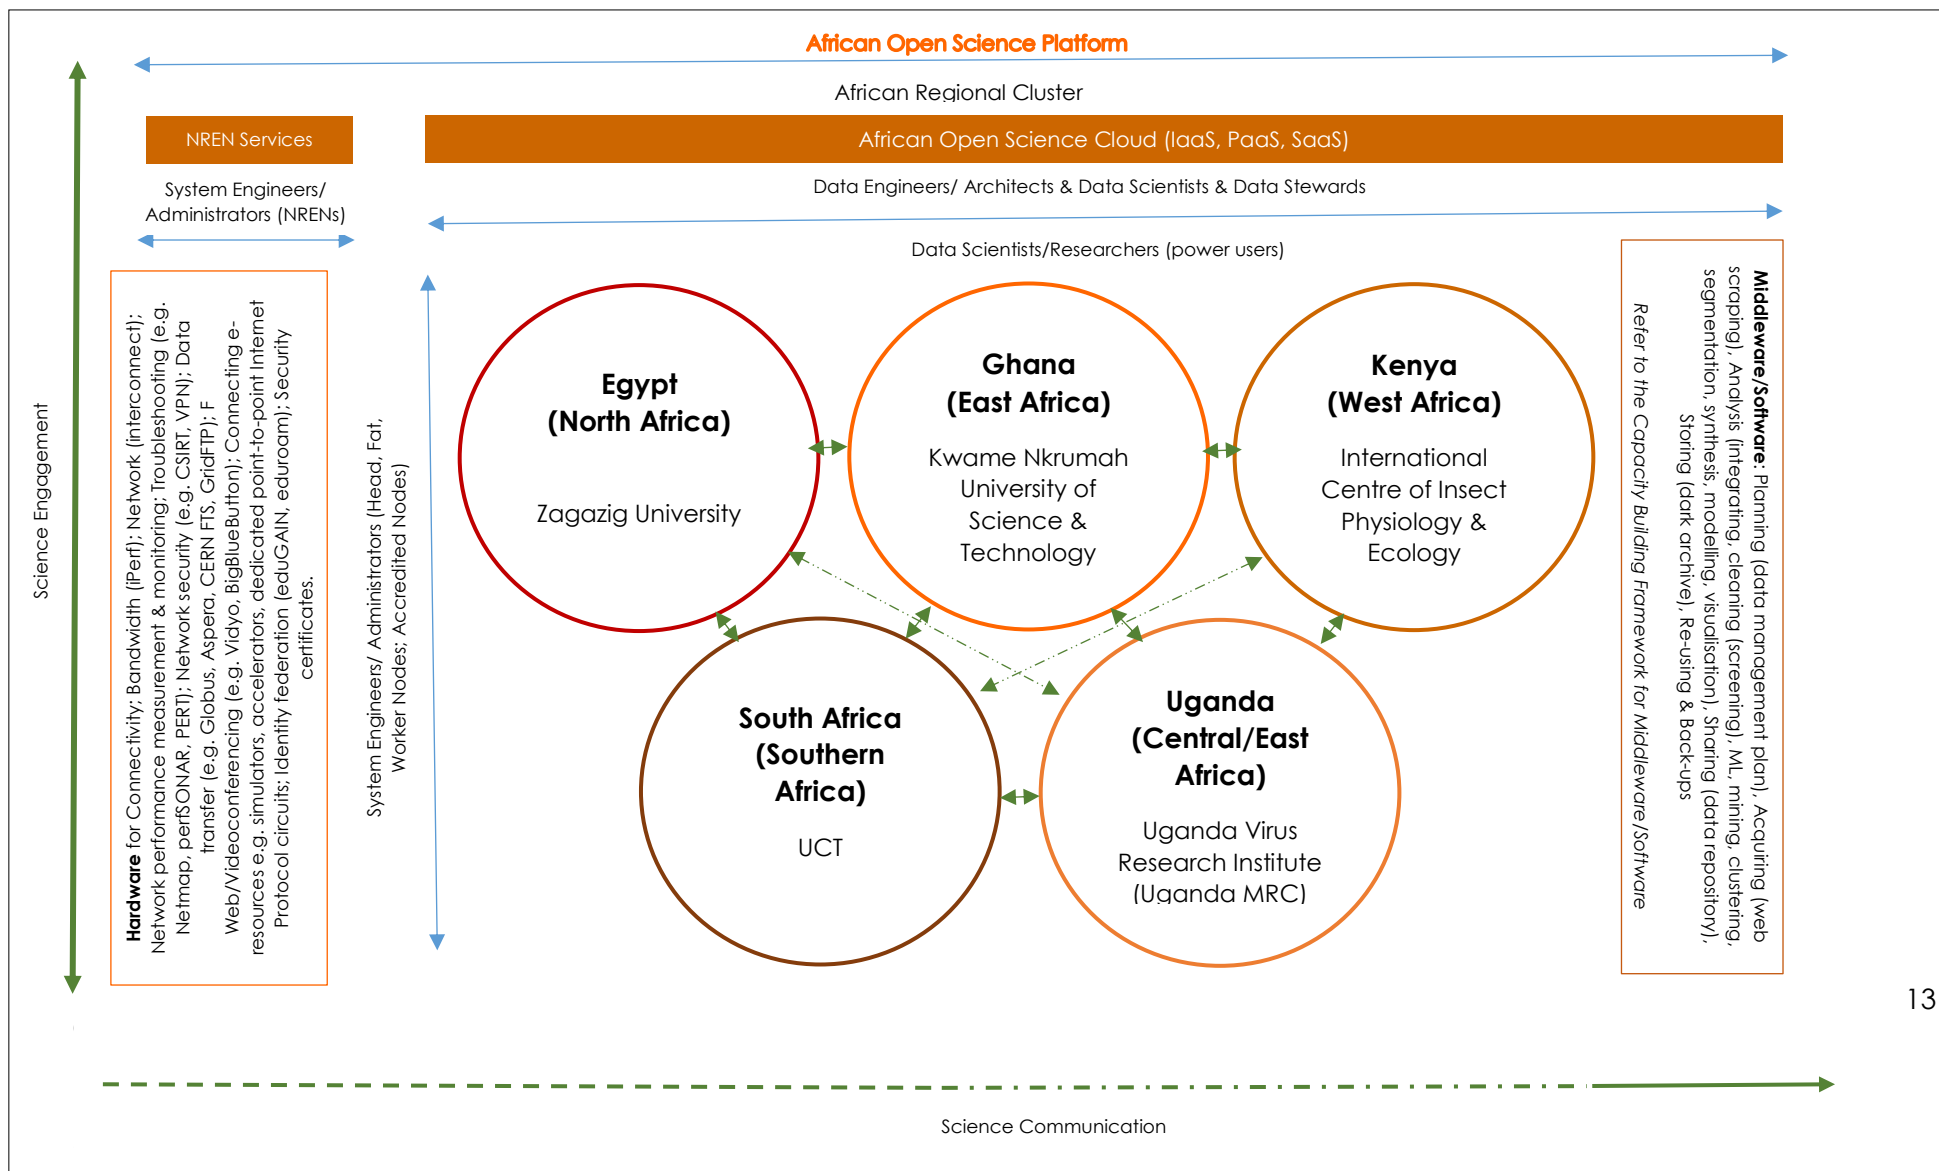 African Open Science Platform
African Regional Cluster
NREN Services
African Open Science Cloud (IaaS, PaaS, SaaS)
System Engineers/
Administrators (NRENs)
Data Engineers/ Architects & Data Scientists & Data Stewards
Data Scientists/Researchers (power users)
Science Engagement
Hardware for Connectivity; Bandwidth (iPerf); Network (interconnect);
Network performance measurement & monitoring; Troubleshooting (e.g.
Netmap, perfSONAR, PERT); Network security (e.g. CSIRT, VPN); Data
transfer (e.g. Globus, Aspera, CERN FTS, GridFTP); F
Web/Videoconferencing (e.g. Vidyo, BigBlueButton); Connecting e-
resources e.g. simulators, accelerators, dedicated point-to-point Internet
Protocol circuits; Identity federation (eduGAIN, eduroam); Security
certificates.
System Engineers/ Administrators (Head, Fat,
Worker Nodes; Accredited Nodes)
Egypt
(North Africa)
Zagazig University
Ghana
(East Africa)
Kwame Nkrumah
University of
Science &
Technology
Kenya
(West Africa)
International
Centre of Insect
Physiology &
Ecology
South Africa
(Southern
Africa)
UCT
Uganda
(Central/East
Africa)
Uganda Virus
Research Institute
(Uganda MRC)
Middleware/Software: Planning (data management plan), Acquiring (web
scraping), Analysis (integrating, cleaning (screening), ML, mining, clustering,
segmentation, synthesis, modelling, visualisation), Sharing (data repository),
Storing (dark archive), Re-using & Back-ups
Refer to the Capacity Building Framework for Middleware/Software
13
Science Communication